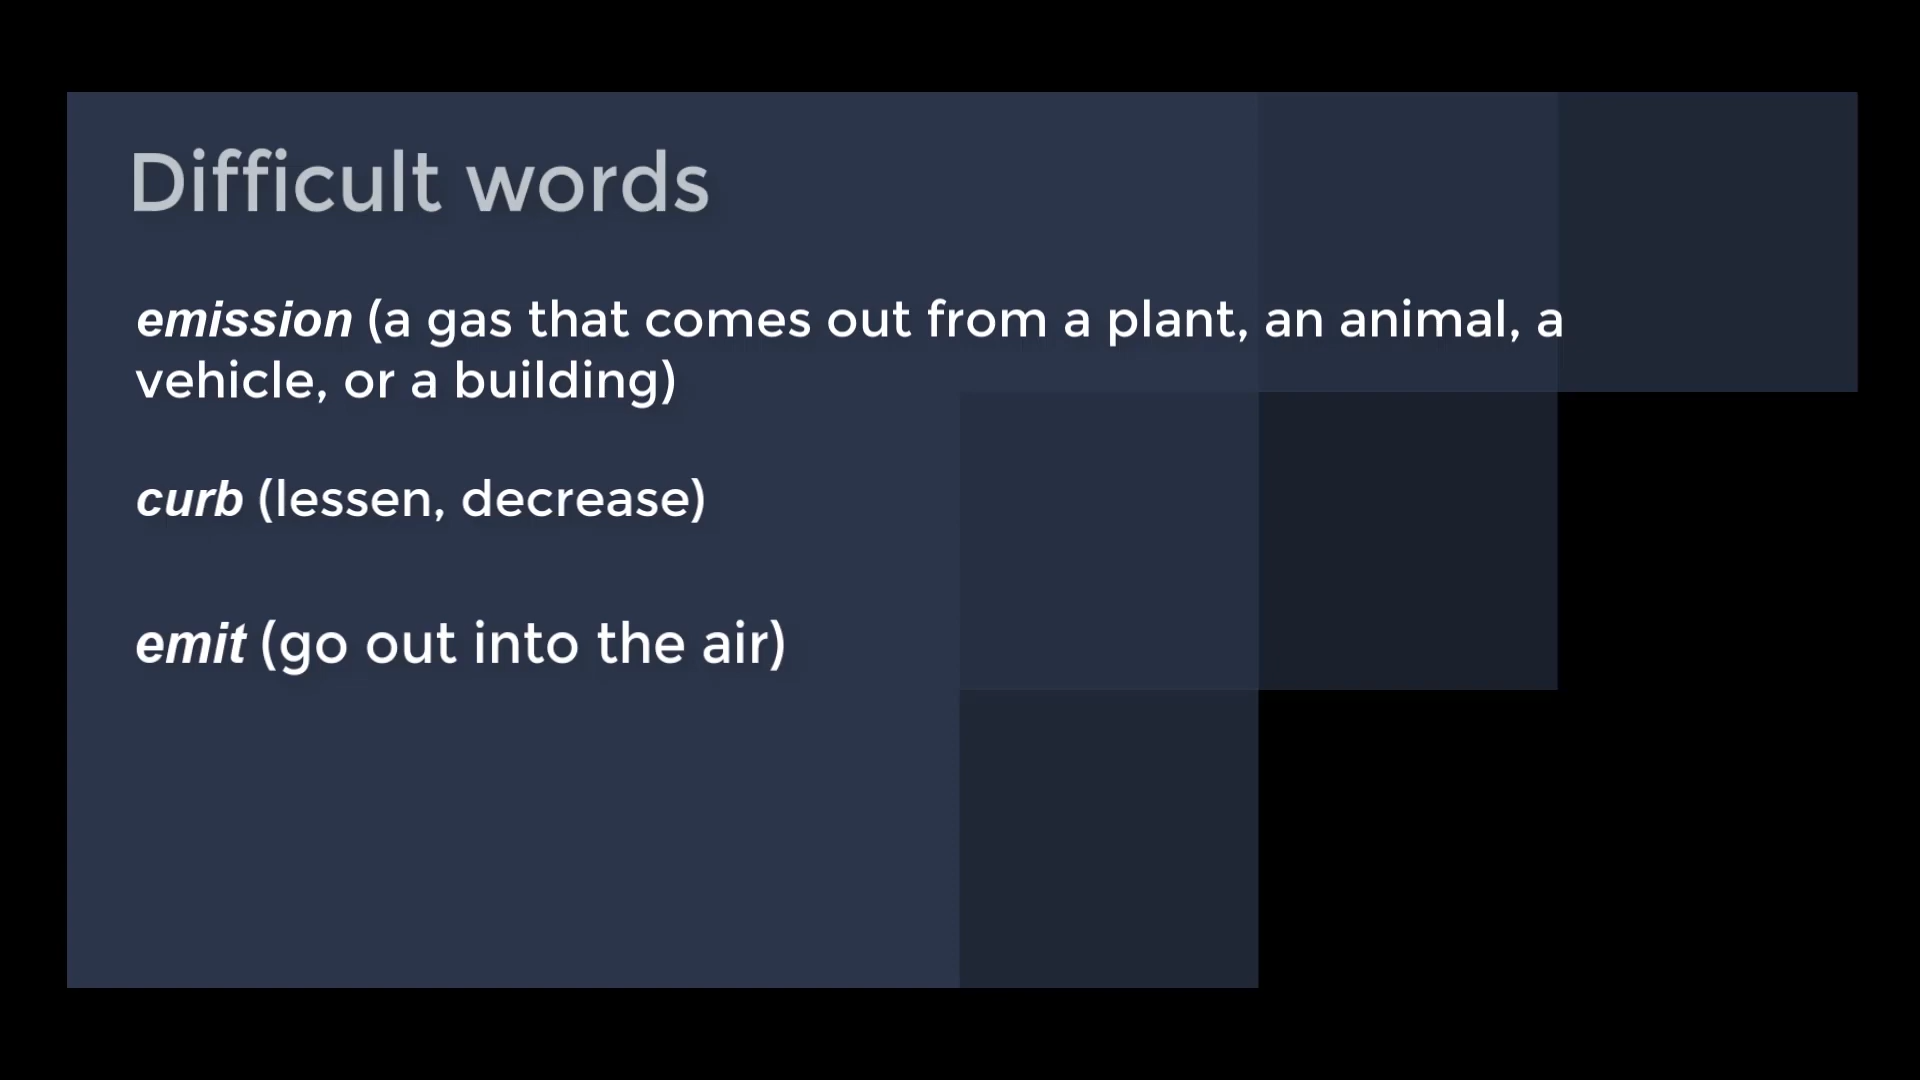 Difficult words
emission (a gas that comes out from a plant, an animal, a
vehicle, or a building)
curb (lessen, decrease)
emit (go out into the air)